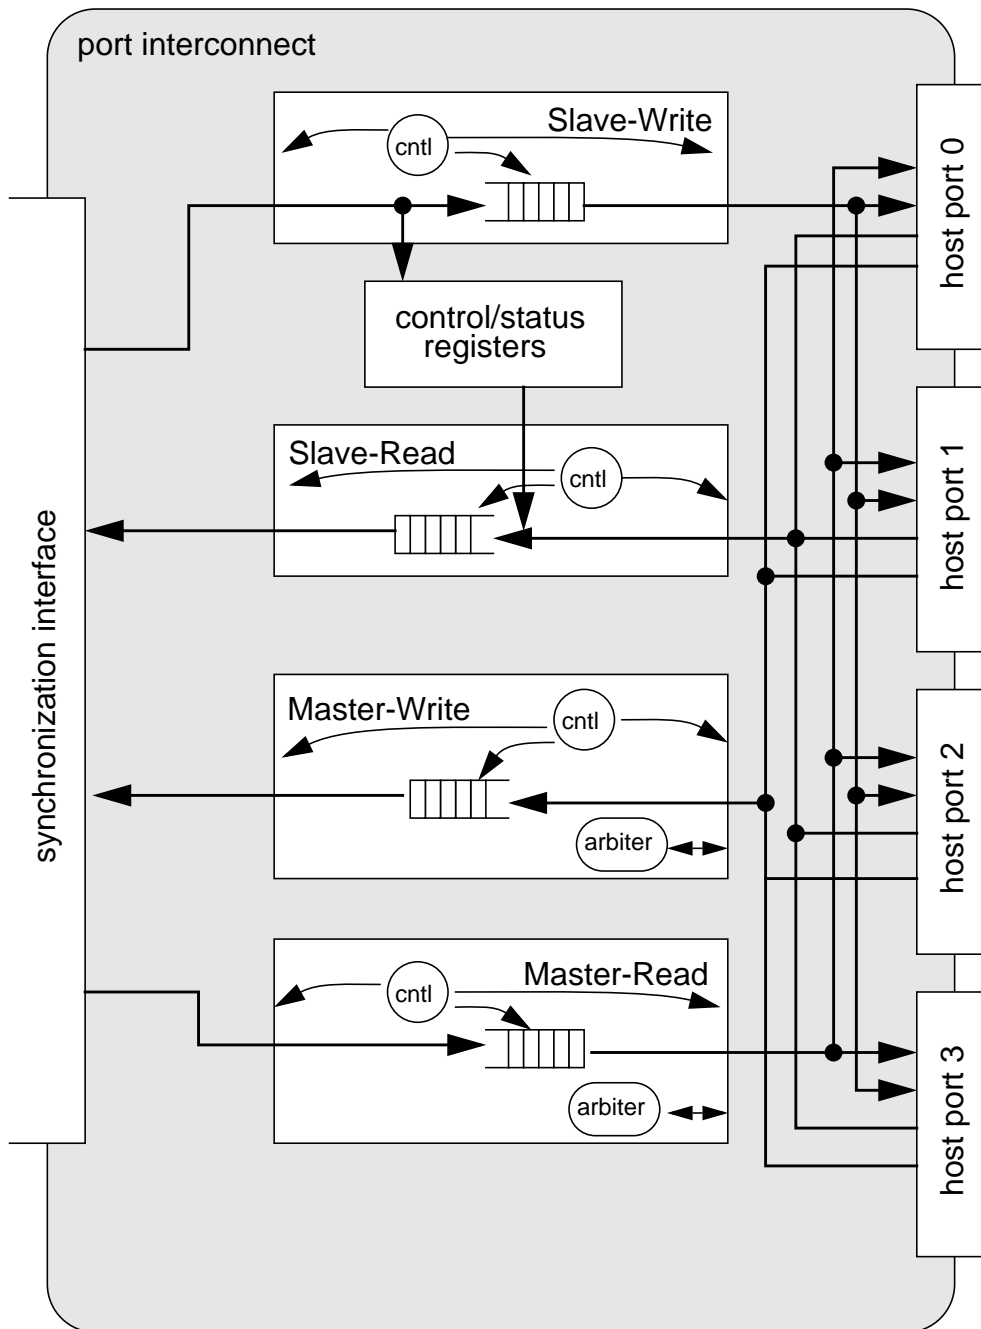 port interconnect
Slave-Write
cntl
host port 0
control/status
registers
Slave-Read
cntl
host port 1
synchronization interface
Master-Write
cntl
arbiter
host port 2
Master-Read
cntl
arbiter
host port 3